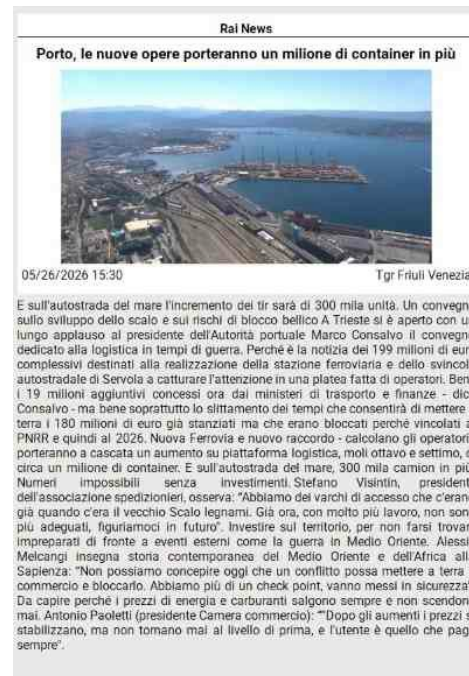 Rai News
Porto, le nuove opere porteranno un milione di container in più
05/26/2026 15:30 Tgr Friuli Venezia
E sull'autostrada del mare l'incremento dei tir sarà di 300 mila unità. Un convegn
sullo sviluppo dello scalo e sui rischi di blocco bellico A Trieste si è aperto con u
lungo applauso al presidente dell'Autorità portuale Marco Consalvo il convegn
dedicato alla logistica in tempi di guerra. Perché è la notizia dei 199 milioni di eur
complessivi destinati alla realizzazione della stazione ferroviaria e dello svincol
autostradale di Servola a catturare l'attenzione in una platea fatta di operatori. Ben
i 19 milioni aggiuntivi concessi ora dai ministeri di trasporto e finanze - dic
Consalvo - ma bene soprattutto lo slittamento dei tempi che consentirà di mettere
terra i 180 milioni di euro già stanziati ma che erano bloccati perché vincolati a
PNRR e quindi al 2026. Nuova Ferrovia e nuovo raccordo - calcolano gli operatori
porteranno a cascata un aumento su piattaforma logistica, moli ottavo e settimo, d
circa un milione di container. E sull'autostrada del mare, 300 mila camion in più
Numeri impossibili senza investimenti. Stefano Visintin, president
dell'associazione spedizionieri, osserva: "Abbiamo dei varchi di accesso che c'eran
già quando c'era il vecchio Scalo legnami. Già ora, con molto più lavoro, non son
più adeguati, figuriamoci in futuro". Investire sul territorio, per non farsi trovar
impreparati di fronte a eventi esterni come la guerra in Medio Oriente. Alessi
Melcangi insegna storia contemporanea del Medio Oriente e dell'Africa all
Sapienza: "Non possiamo concepire oggi che un conflitto possa mettere a terra
commercio e bloccarlo. Abbiamo più di un check point, vanno messi in sicurezza"
Da capire perché i prezzi di energia e carburanti salgono sempre e non scendon
mai. Antonio Paoletti (presidente Camera commercio): ""Dopo gli aumenti i prezzi s
stabilizzano, ma non tornano mai al livello di prima, e l'utente è quello che pag
sempre".